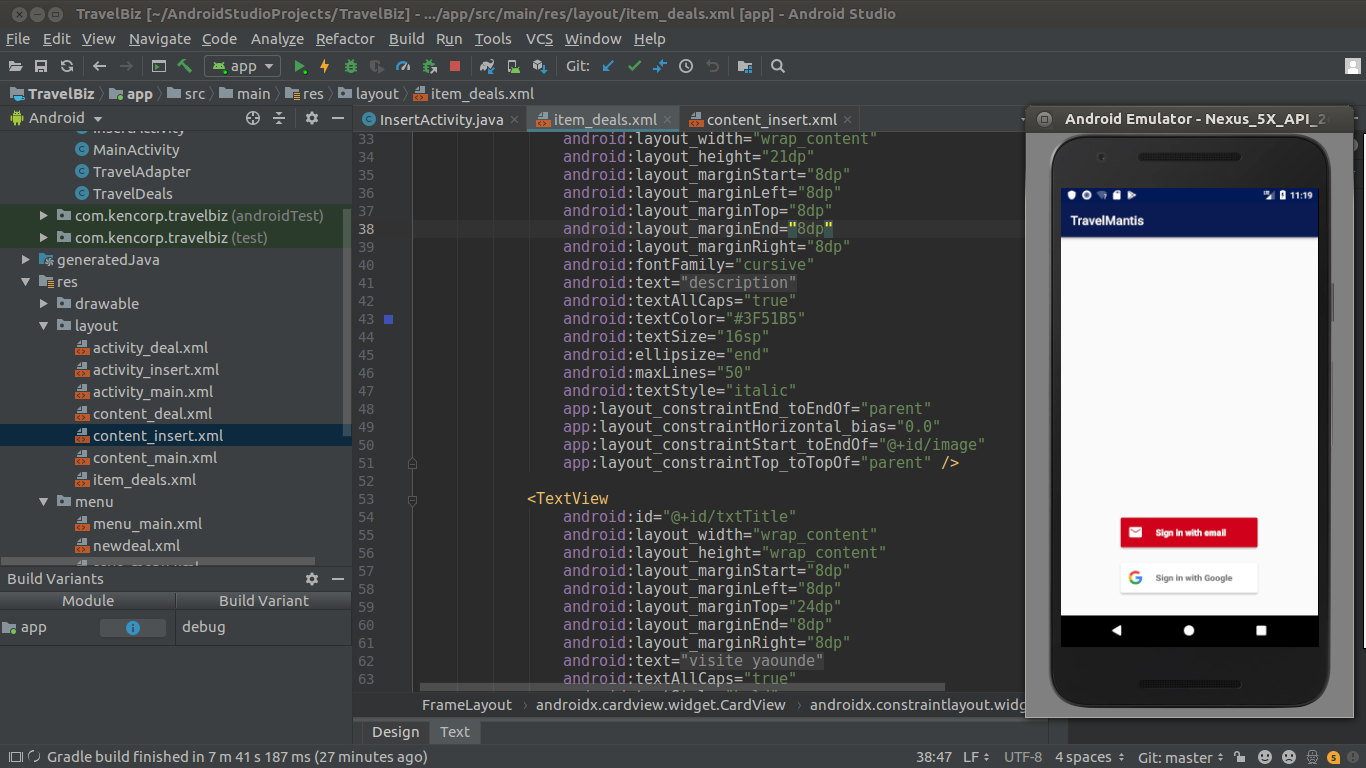 TravelBiz [~/AndroidStudioProjects/TravelBiz] - .../app/src/main/res/layout/item_deals.xml [app] - Android Studio
File Edit View Navigate Code Analyze Refactor Build Run Tools VCS Window Help
app Git:
TravelBiz app src main res layout item_deals.xml
Android
InsertActivity.java item_deals.xml content_insert.xml
InsertActivity
MainActivity
TravelAdapter
TravelDeals
com.kencorp.travelbiz (androidTest)
com.kencorp.travelbiz (test)
generatedJava
res
drawable
layout
activity_deal.xml
activity_insert.xml
activity_main.xml
content_deal.xml
content_insert.xml
content_main.xml
item_deals.xml
menu
menu_main.xml
newdeal.xml
Build Variants
Module Build Variant
app debug
33 android:layout_width="wrap_content"
34 android:layout_height="21dp"
35 android:layout_marginStart="8dp"
36 android:layout_marginLeft="8dp"
37 android:layout_marginTop="8dp"
38 android:layout_marginEnd="8dp"
39 android:layout_marginRight="8dp"
40 android:fontFamily="cursive"
41 android:text="description"
42 android:textAllCaps="true"
43 android:textColor="#3F51B5"
44 android:textSize="16sp"
45 android:ellipsize="end"
46 android:maxLines="50"
47 android:textStyle="italic"
48 app:layout_constraintEnd_toEndOf="parent"
49 app:layout_constraintHorizontal_bias="0.0"
50 app:layout_constraintStart_toEndOf="@+id/image"
51 app:layout_constraintTop_toTopOf="parent" />
52
53 <TextView
54 android:id="@+id/txtTitle"
55 android:layout_width="wrap_content"
56 android:layout_height="wrap_content"
57 android:layout_marginStart="8dp"
58 android:layout_marginLeft="8dp"
59 android:layout_marginTop="24dp"
60 android:layout_marginEnd="8dp"
61 android:layout_marginRight="8dp"
62 android:text="visite yaounde"
63 android:textAllCaps="true"
FrameLayout androidx.cardview.widget.CardView androidx.constraintlayout.widg
Design Text
Android Emulator - Nexus_5X_API_2
11:19
TravelMantis
Sign in with email
Sign in with Google
Gradle build finished in 7 m 41 s 187 ms (27 minutes ago) 38:47 LF UTF-8 4 spaces Git: master 5